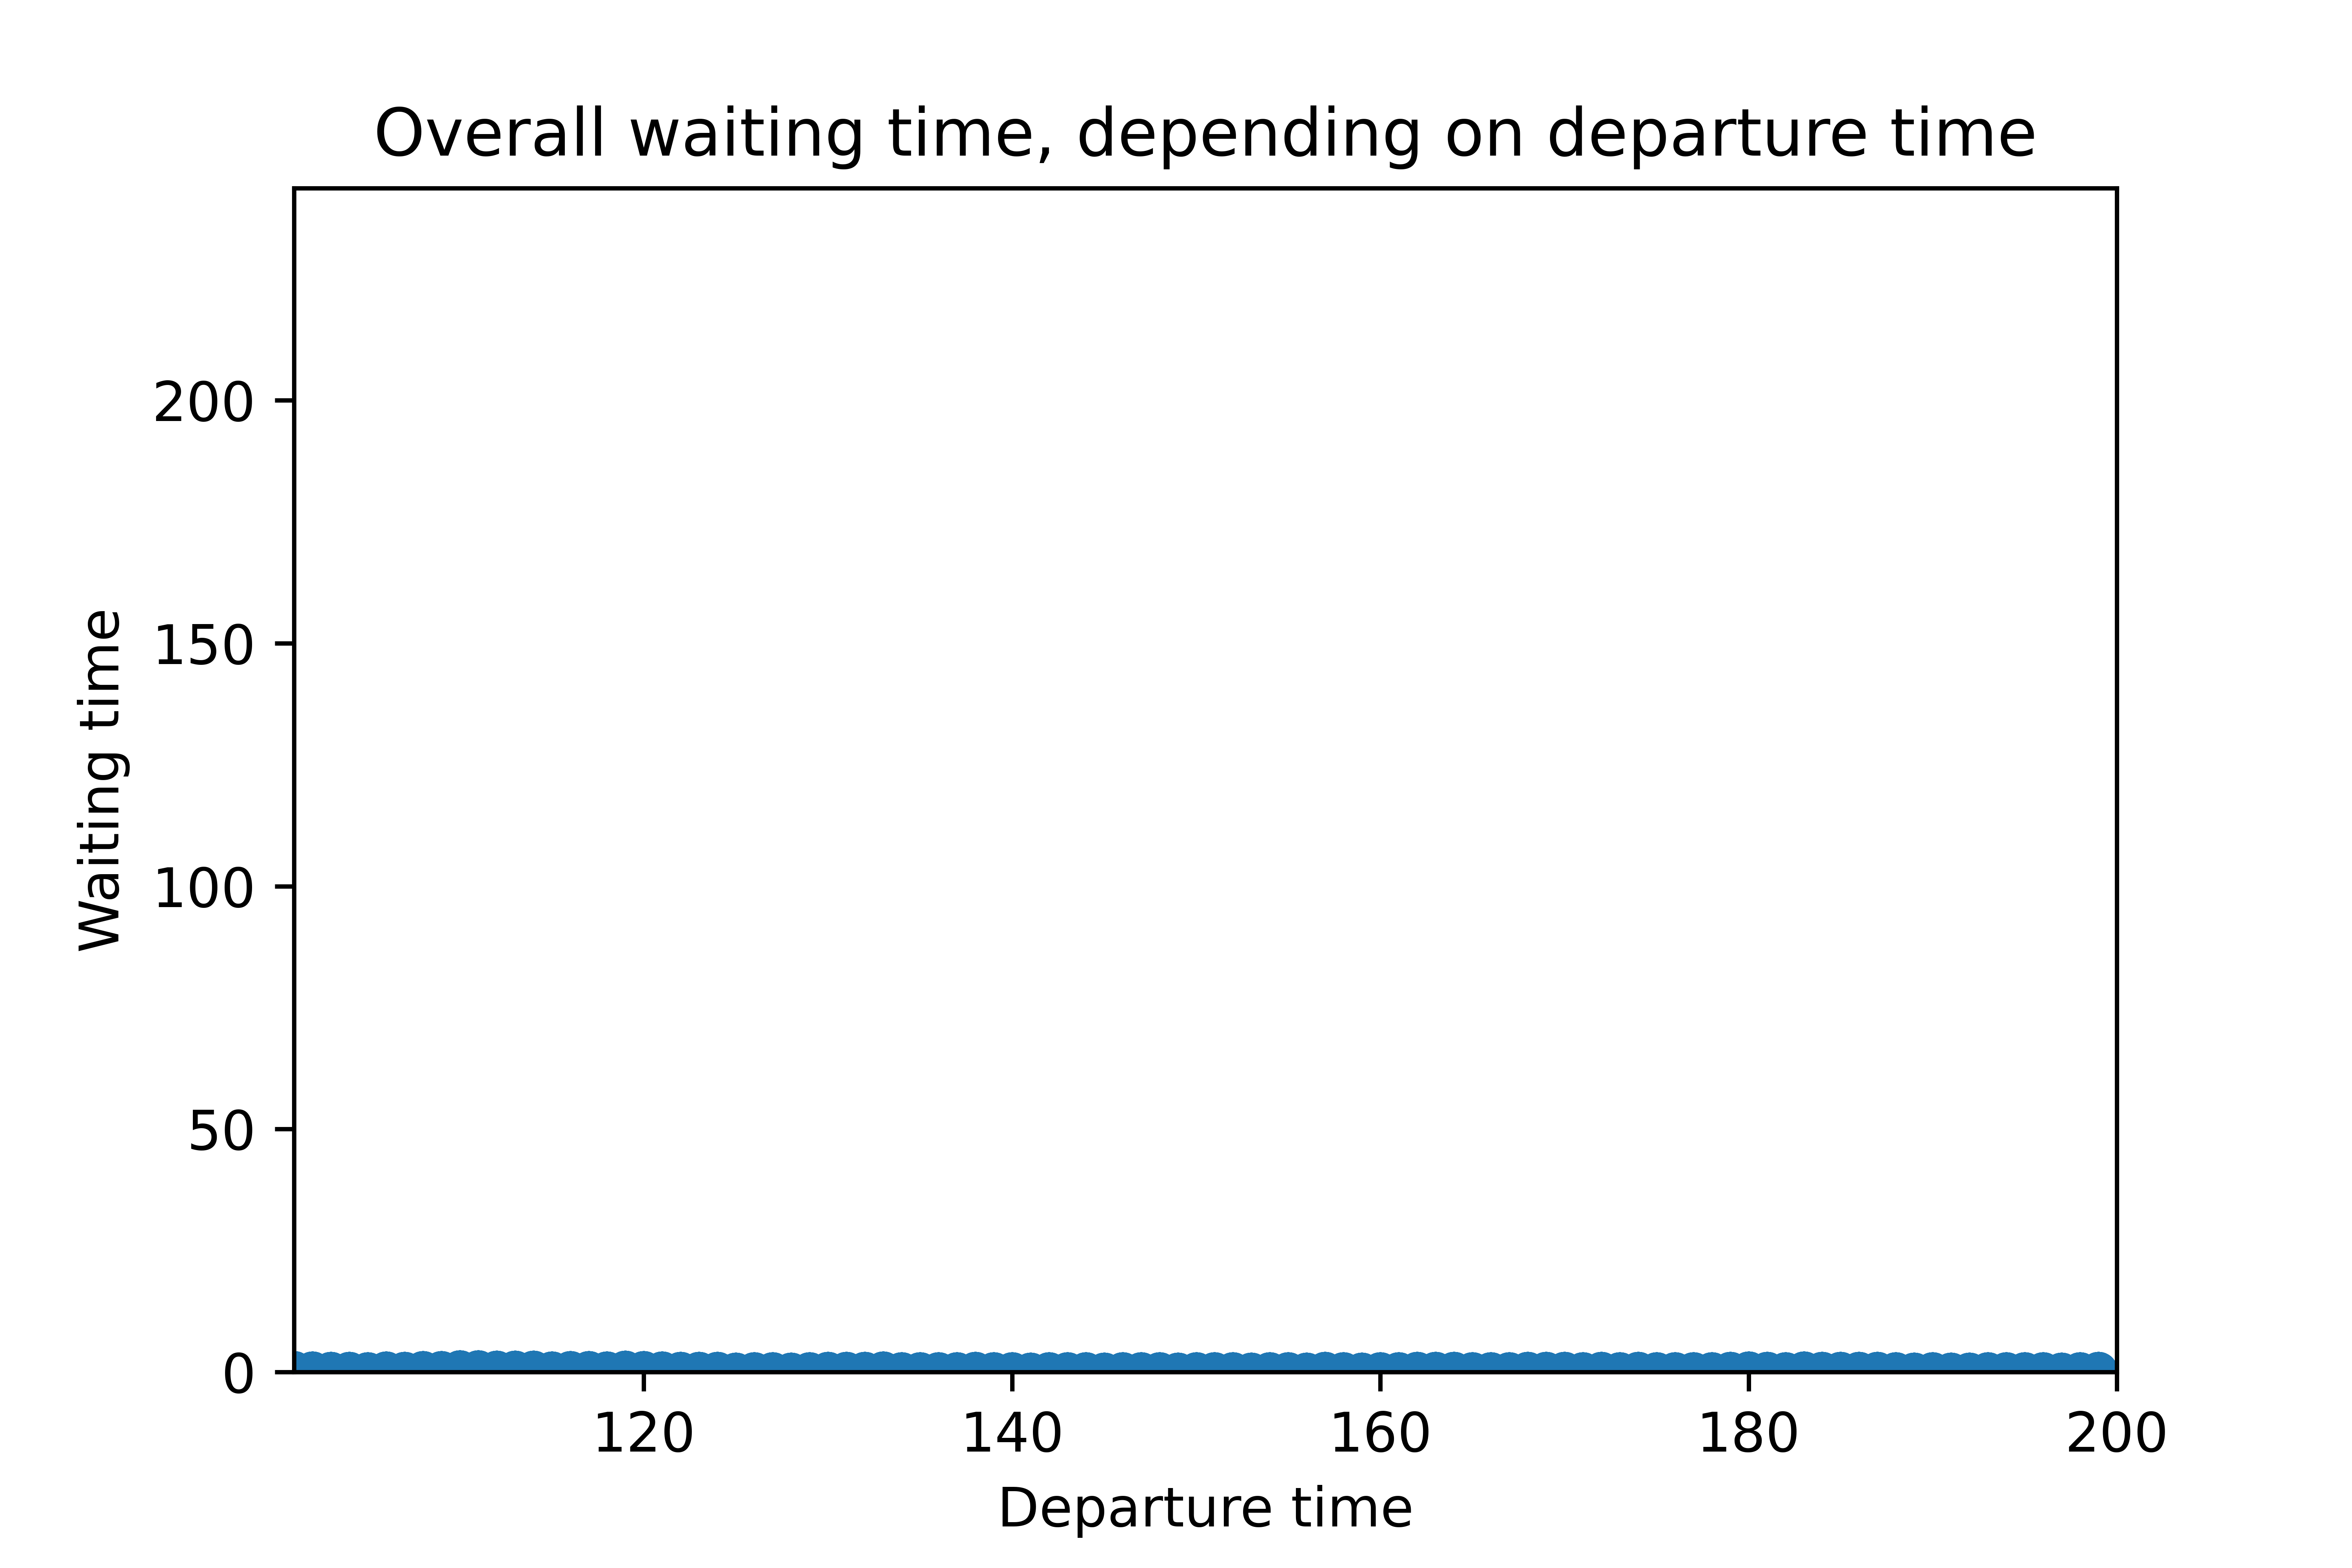 Overall waiting time, depending on departure time
200
150
100
50
0
Waiting time
120 140 160 180 200
Departure time